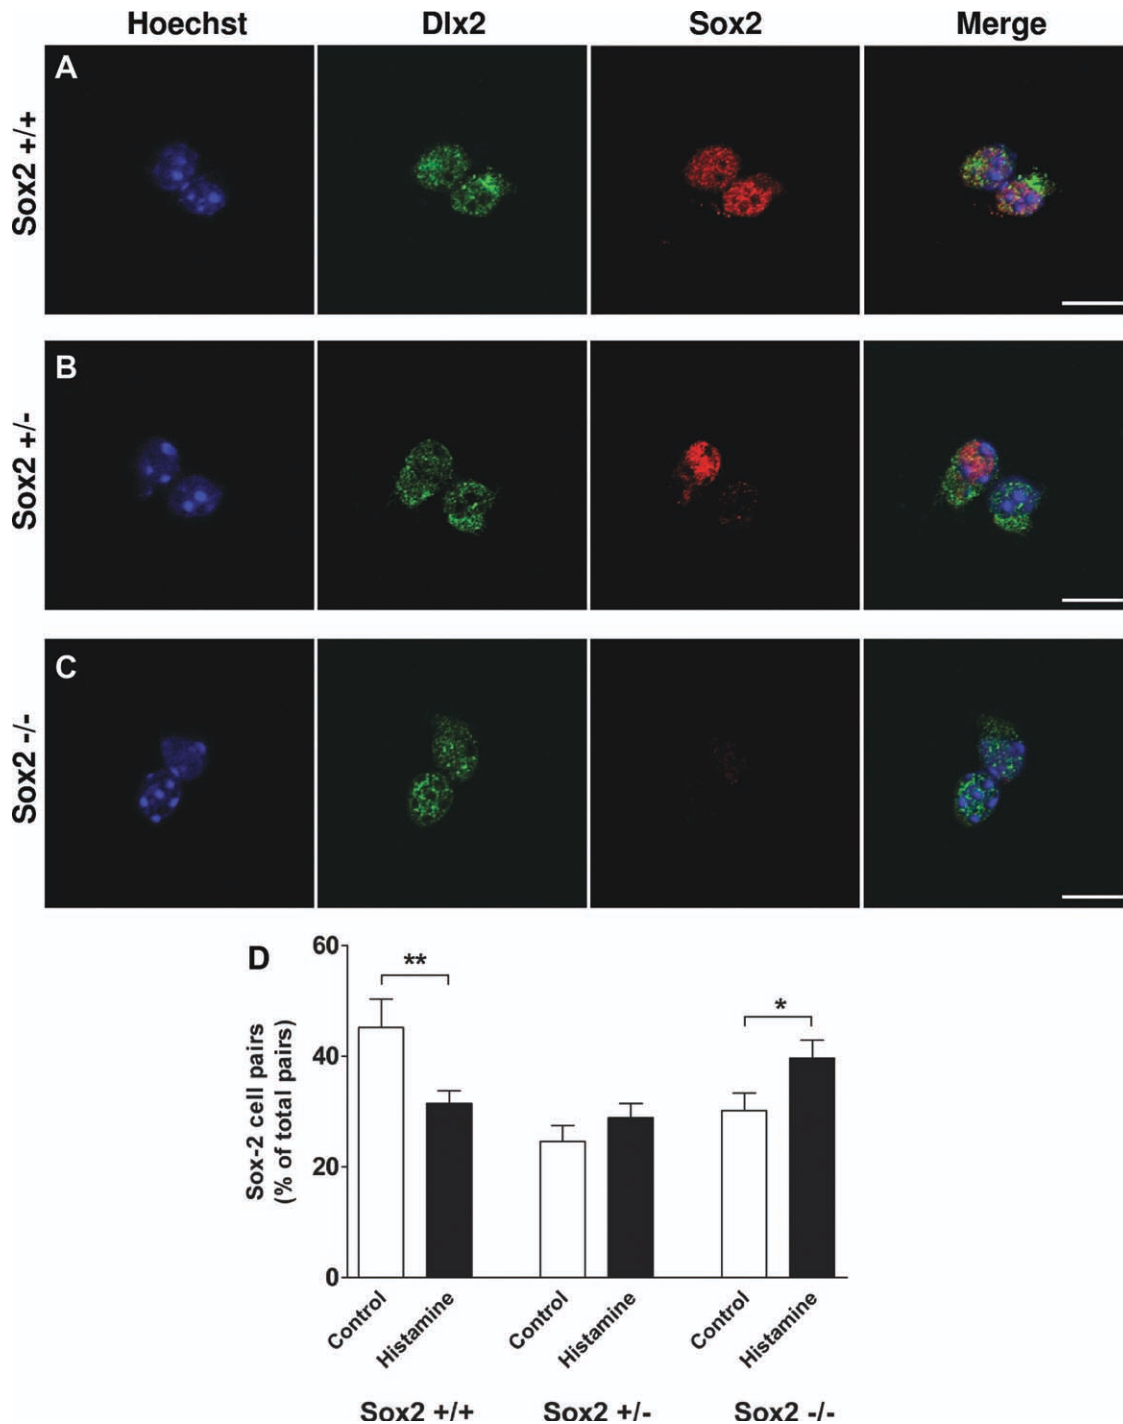 Hoechst Dlx2 Sox2 Merge
A
Sox2 +/+
B
Sox2 +/-
C
Sox2 -/-
D
Sox-2 cell pairs
(% of total pairs)
60
40
20
0
**
*
Control Histamine Control Histamine Control Histamine
Sox2 +/+ Sox2 +/- Sox2 -/-